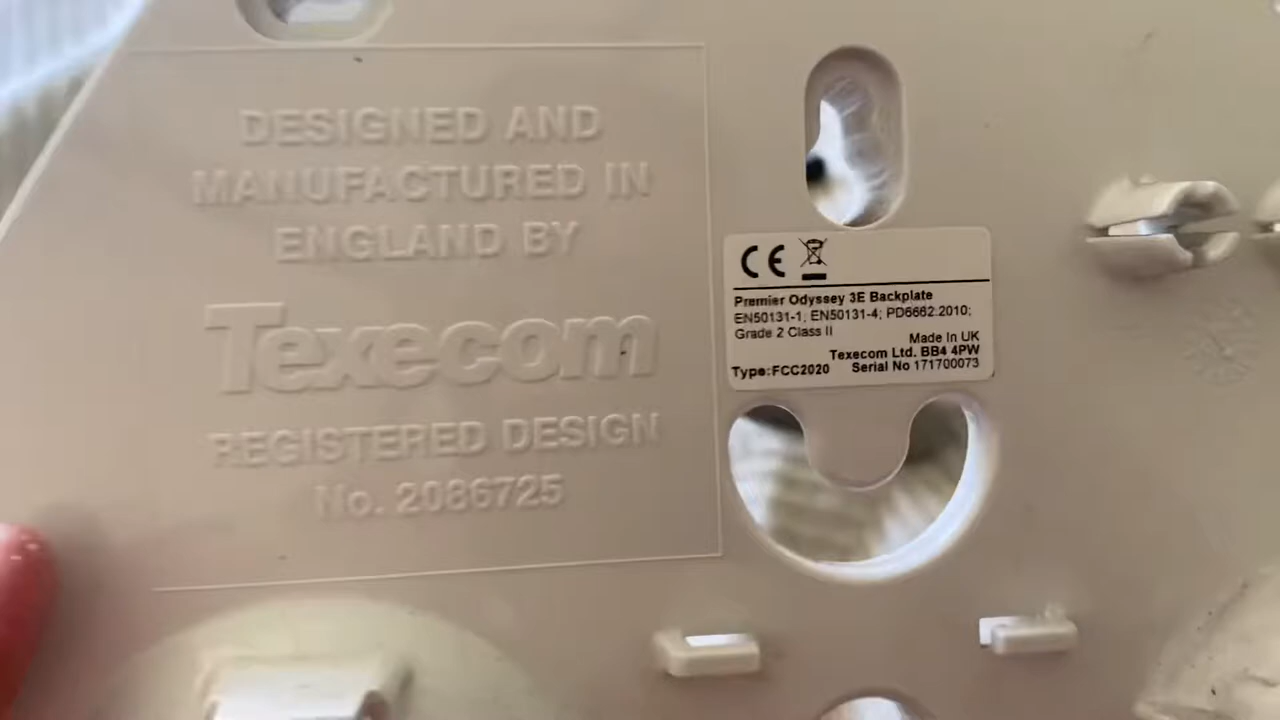 DESIGNED AND
MANUFACTURED IN
ENGLAND BY
Texecom
REGISTERED DESIGN
No. 2086725
CE
Premier Odyssey 3E Backplate
EN50131-1; EN50131-4; PD6662:2010;
Grade 2 Class II
Made In UK
Texecom Ltd. BB4 4PW
Type:FCC2020 Serial No 171700073